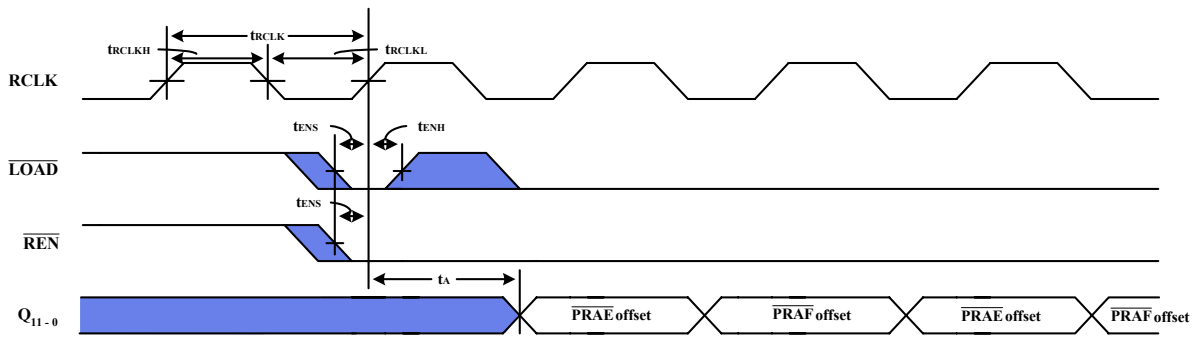 tRCLK
tRCLKH
tRCLKL
RCLK
tENS
tENH
LOAD
tENS
REN
tA
Q11 - 0
PRAE offset
PRAF offset
PRAE offset
PRAF offset